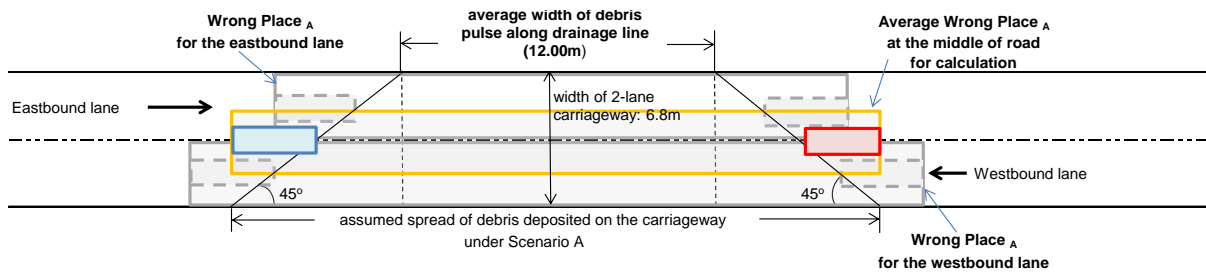 Wrong Place A
for the eastbound lane
average width of debris
pulse along drainage line
(12.00m)
Average Wrong Place A
at the middle of road
for calculation
Eastbound lane
width of 2-lane
carriageway: 6.8m
Westbound lane
45º
45º
assumed spread of debris deposited on the carriageway
under Scenario A
Wrong Place A
for the westbound lane